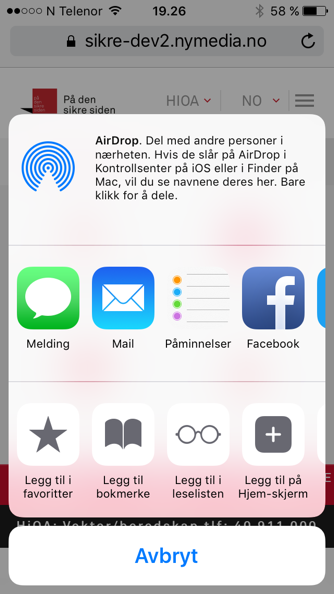 N Telenor 19.26 58 %
sikre-dev2.nymedia.no
På den
sikre siden
HIOA NO
AirDrop. Del med andre personer i
nærheten. Hvis de slår på AirDrop i
Kontrollsenter på iOS eller i Finder på
Mac, vil du se navnene deres her. Bare
klikk for å dele.
Melding Mail Påminnelser Facebook
Legg til i
favoritter
Legg til
bokmerke
Legg til i
leselisten
Legg til på
Hjem-skjerm
HiOA: Vektor/beredskap tlf: 40 911 000
Avbryt